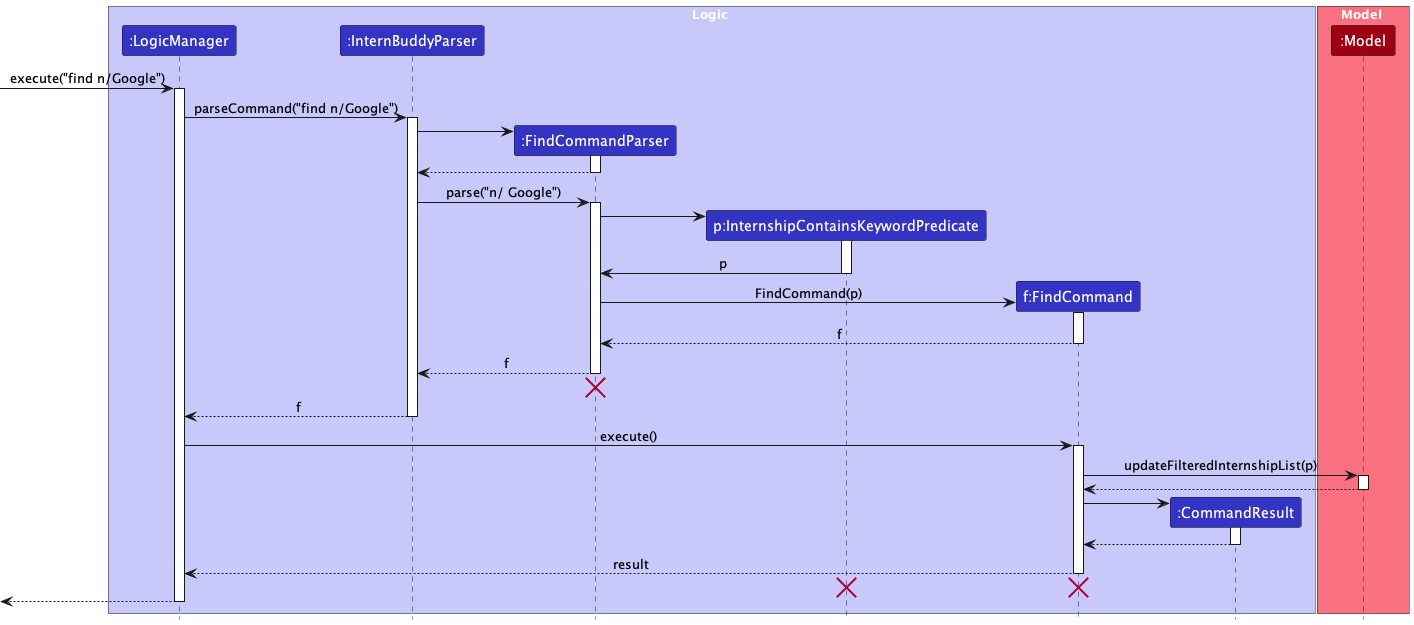 Logic
Model
:LogicManager
:InternBuddyParser
:Model
execute("find n/Google")
parseCommand("find n/Google")
:FindCommandParser
parse("n/ Google")
p:InternshipContainsKeywordPredicate
p
FindCommand(p)
f:FindCommand
f
f
f
execute()
updateFilteredInternshipList(p)
:CommandResult
result